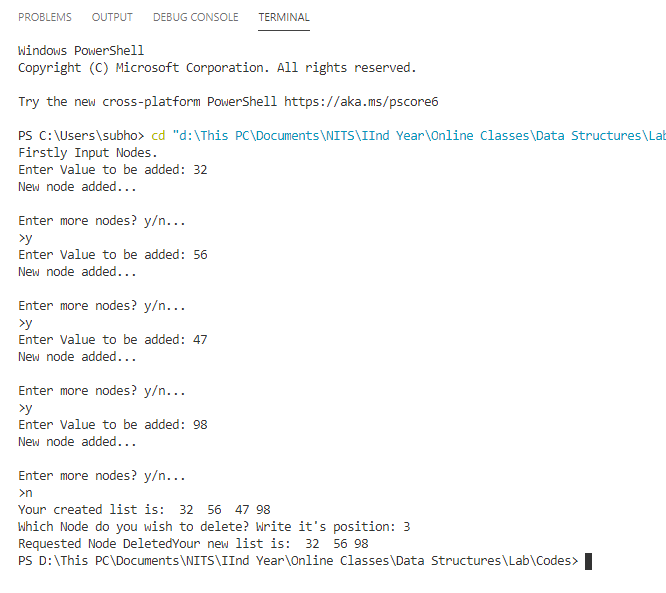 PROBLEMS OUTPUT DEBUG CONSOLE TERMINAL
Windows PowerShell
Copyright (C) Microsoft Corporation. All rights reserved.
Try the new cross-platform PowerShell https://aka.ms/pscore6
PS C:\Users\subho> cd "d:\This PC\Documents\NITS\IInd Year\Online Classes\Data Structures\Lab
Firstly Input Nodes.
Enter Value to be added: 32
New node added...
Enter more nodes? y/n...
>y
Enter Value to be added: 56
New node added...
Enter more nodes? y/n...
>y
Enter Value to be added: 47
New node added...
Enter more nodes? y/n...
>y
Enter Value to be added: 98
New node added...
Enter more nodes? y/n...
>n
Your created list is:  32  56  47 98
Which Node do you wish to delete? Write it's position: 3
Requested Node DeletedYour new list is:  32  56 98
PS D:\This PC\Documents\NITS\IInd Year\Online Classes\Data Structures\Lab\Codes>